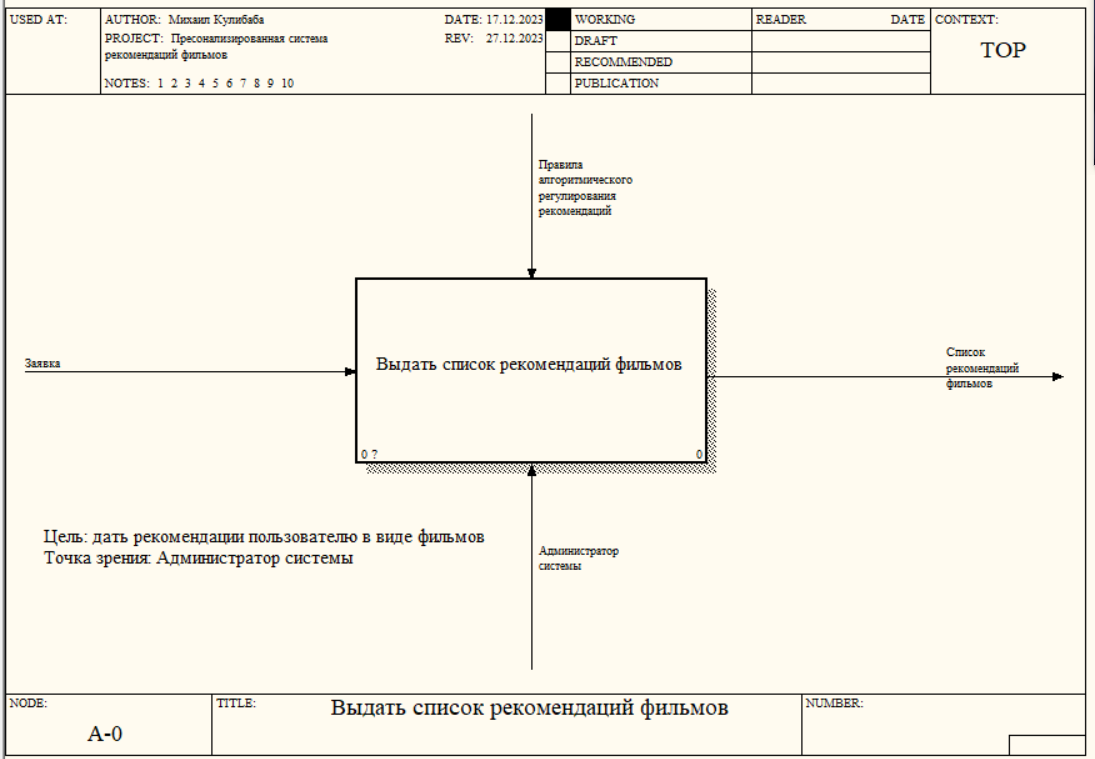 USED AT:
AUTHOR: Михаил Кулибаба
DATE: 17.12.2023
PROJECT: Пресонализированная система
рекомендаций фильмов
REV: 27.12.2023
NOTES: 1 2 3 4 5 6 7 8 9 10
WORKING
DRAFT
RECOMMENDED
PUBLICATION
READER
DATE
CONTEXT:
TOP
Правила
алгоритмического
регулирования
рекомендаций
Заявка
Выдать список рекомендаций фильмов
0 ?
0
Список
рекомендаций
фильмов
Цель: дать рекомендации пользователю в виде фильмов
Точка зрения: Администратор системы
Администратор
системы
NODE:
A-0
TITLE:
Выдать список рекомендаций фильмов
NUMBER: